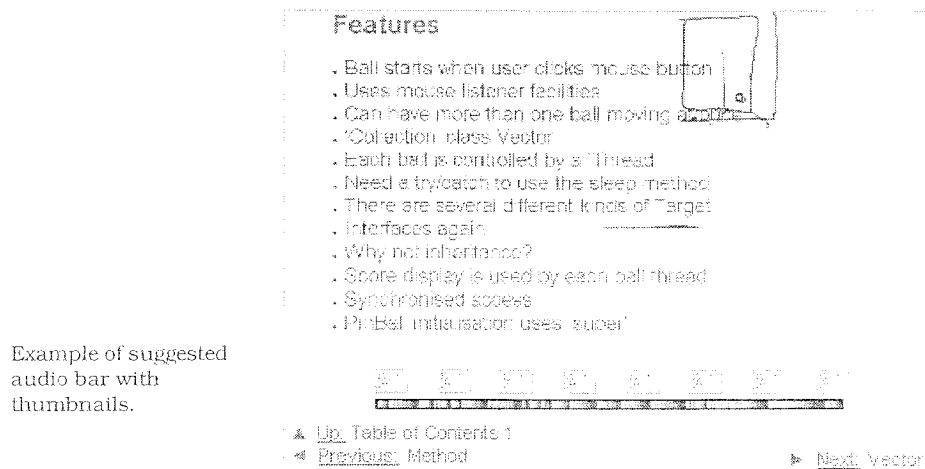 Features
. Ball starts when user clicks mouse button
. Uses mouse listener facilities
. Can have more than one ball moving at once
. 'Collection' class Vector
. Each ball is controlled by a 'Thread'
. Need a try/catch to use the sleep method
. There are several different kinds of Target
. Interfaces again
. Why not inheritance?
. Score display is used by each ball thread
. Synchronised access
. PinBall initialisation uses 'super'
Example of suggested
audio bar with
thumbnails.
▲ Up: Table of Contents 1
◄ Previous: Method
► Next: Vector